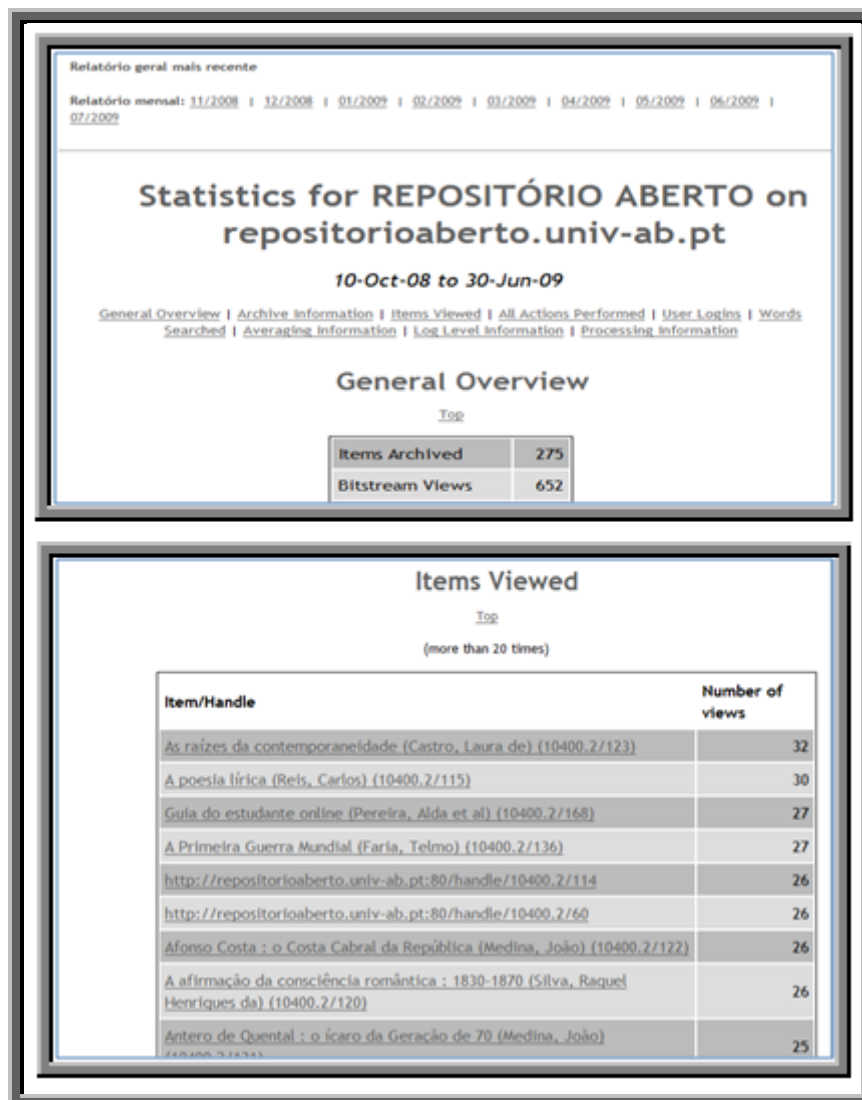 Relatório geral mais recente
Relatório mensal: 11/2008 | 12/2008 | 01/2009 | 02/2009 | 03/2009 | 04/2009 | 05/2009 | 06/2009 |
07/2009
Statistics for REPOSITÓRIO ABERTO on
repositorioaberto.univ-ab.pt
10-Oct-08 to 30-Jun-09
General Overview | Archive Information | Items Viewed | All Actions Performed | User Logins | Words
Searched | Averaging Information | Log Level Information | Processing Information
General Overview
Top
Items Archived 275
Bitstream Views 652
Items Viewed
Top
(more than 20 times)
Item/Handle Number of
views
As raízes da contemporaneidade (Castro, Laura de) (10400.2/123) 32
A poesia lírica (Reis, Carlos) (10400.2/115) 30
Guia do estudante online (Pereira, Alda et al) (10400.2/168) 27
A Primeira Guerra Mundial (Faria, Telmo) (10400.2/136) 27
http://repositorioaberto.univ-ab.pt:80/handle/10400.2/114 26
http://repositorioaberto.univ-ab.pt:80/handle/10400.2/60 26
Afonso Costa : o Costa Cabral da República (Medina, João) (10400.2/122) 26
A afirmação da consciência romântica : 1830-1870 (Silva, Raquel
Henriques da) (10400.2/120) 26
Antero de Quental : o ícaro da Geração de 70 (Medina, João)
25